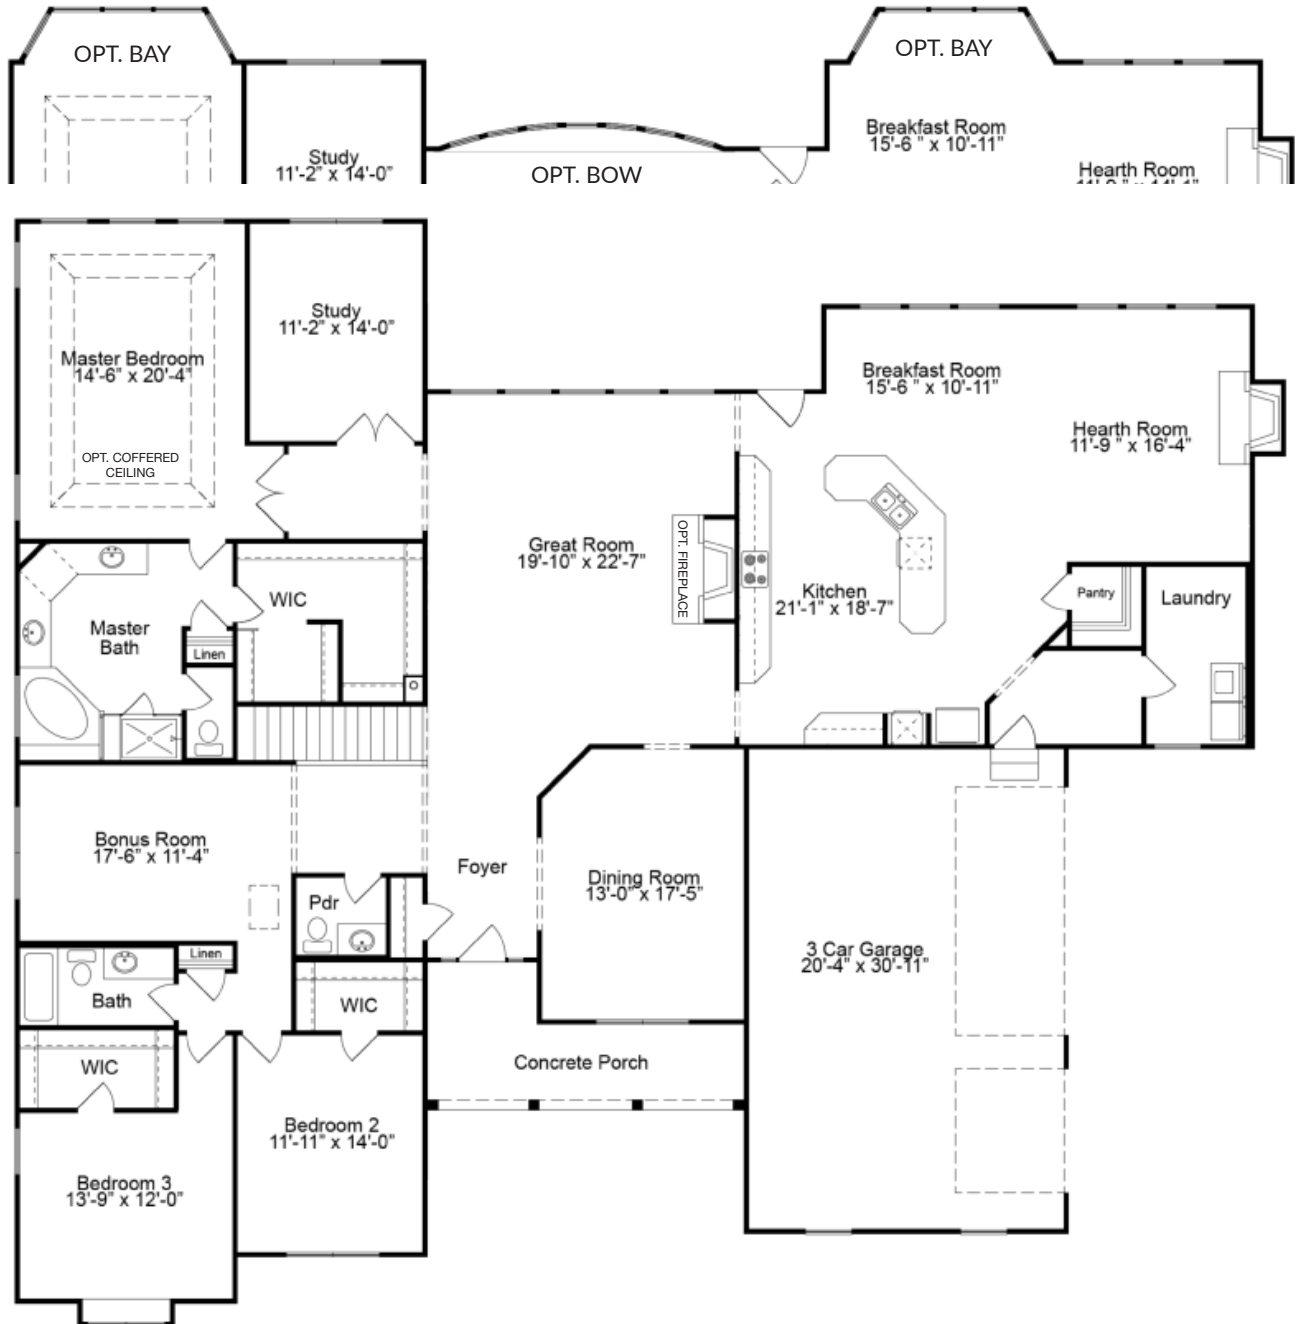 OPT. BAY
OPT. BAY
Breakfast Room
15'-6 " x 10'-11"
Study
11'-2" x 14'-0"
OPT. BOW
Hearth Room
Study
11'-2" x 14'-0"
Master Bedroom
14'-6" x 20'-4"
OPT. COFFERED
CEILING
Breakfast Room
15'-6 " x 10'-11"
Hearth Room
11'-9 " x 16'-4"
Great Room
19'-10" x 22'-7"
OPT. FIREPLACE
Kitchen
21'-1" x 18'-7"
Pantry
Laundry
WIC
Master
Bath
Linen
Bonus Room
17'-6" x 11'-4"
Foyer
Dining Room
13'-0" x 17'-5"
Pdr
3 Car Garage
20'-4" x 30'-11"
Linen
Bath
WIC
WIC
Concrete Porch
Bedroom 2
11'-11" x 14'-0"
Bedroom 3
13'-9" x 12'-0"